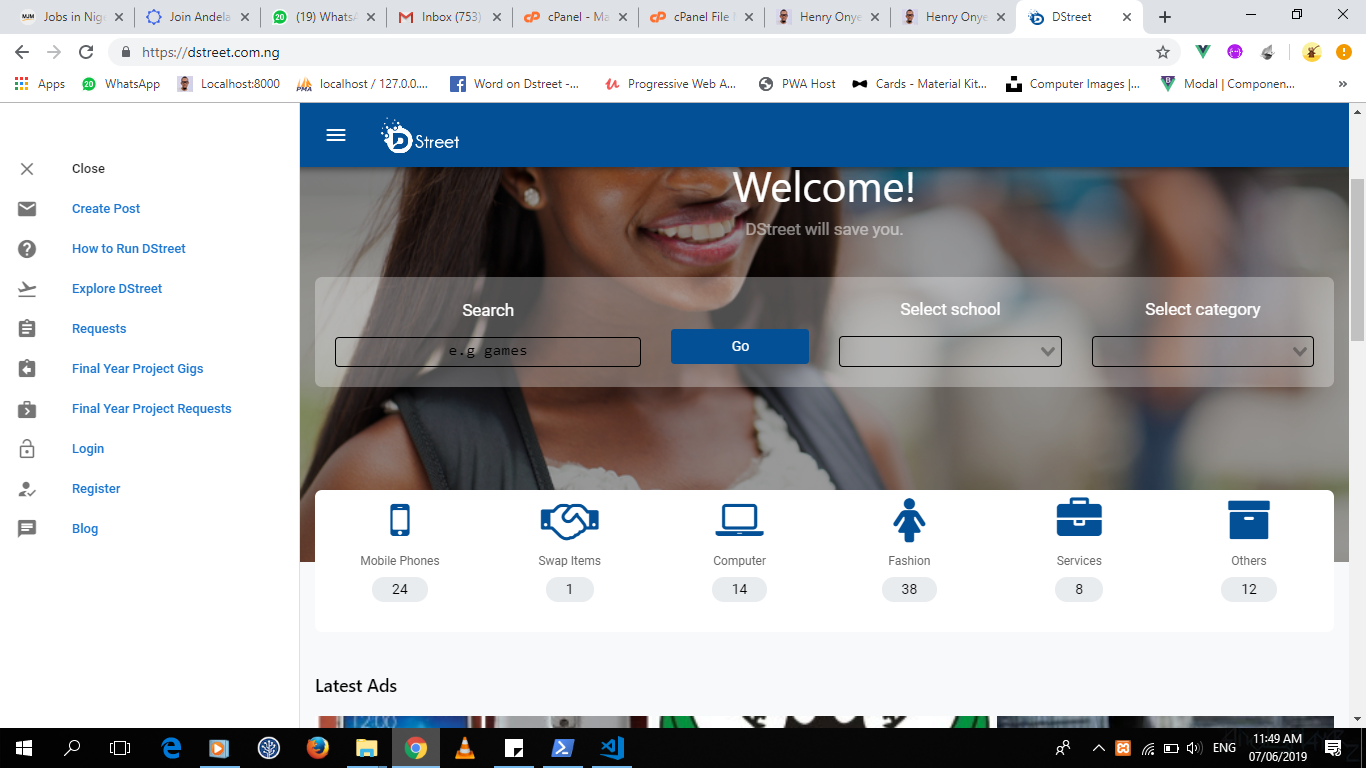 Jobs in Nig
Join Andela
(19) Whats
Inbox (753)
cPanel - Ma
cPanel File
Henry Onye
Henry Onye
DStreet
https://dstreet.com.ng
Apps
WhatsApp
Localhost:8000
localhost / 127.0.0....
Word on Dstreet -...
Progressive Web A...
PWA Host
Cards - Material Kit...
Computer Images |...
Modal | Componen...
DStreet
Close
Create Post
How to Run DStreet
Explore DStreet
Requests
Final Year Project Gigs
Final Year Project Requests
Login
Register
Blog
Welcome!
DStreet will save you.
Search
e.g games
Go
Select school
Select category
Mobile Phones
24
Swap Items
1
Computer
14
Fashion
38
Services
8
Others
12
Latest Ads
12:00
ENG
11:49 AM
07/06/2019